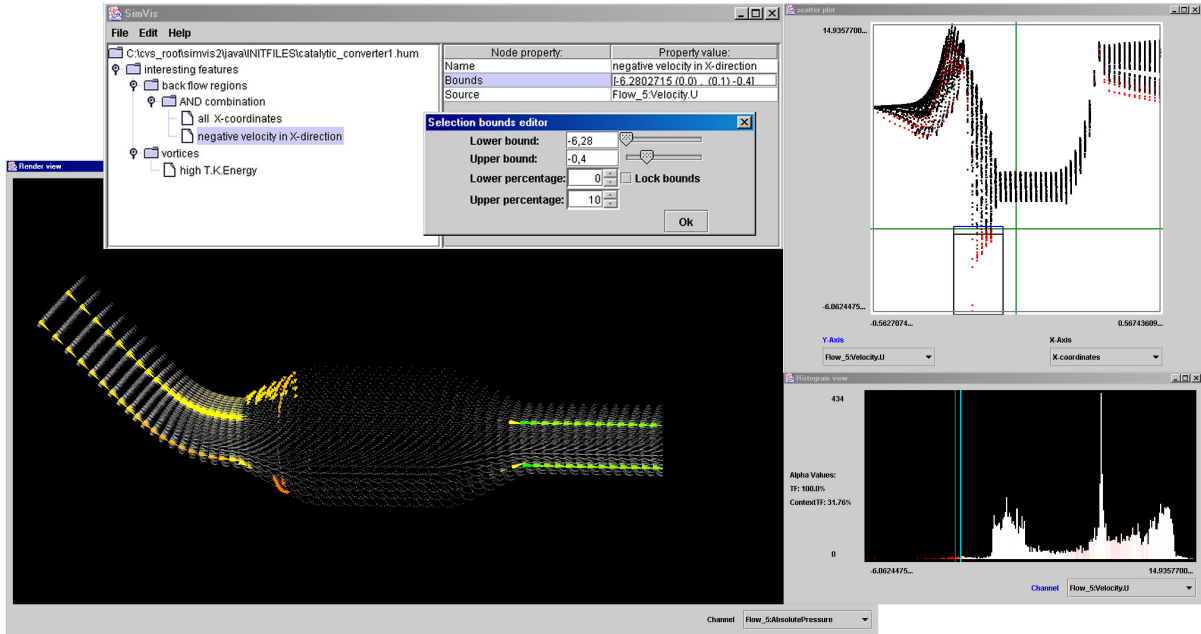 SimVis
File Edit Help
C:\cvs_root\simvis2\java\INITFILES\catalytic_converter1.hum
interesting features
back flow regions
AND combination
all X-coordinates
negative velocity in X-direction
vortices
high T.K.Energy
Node property: Property value:
Name negative velocity in X-direction
Bounds [-6.2802715 (0.0) , (0.1) -0.4]
Source Flow_5:Velocity.U
Selection bounds editor
Lower bound: -6,28
Upper bound: -0,4
Lower percentage: 0 Lock bounds
Upper percentage: 10
Ok
Render view
Channel Flow_5:AbsolutePressure
scatter plot
14.9357700...
-6.0624475...
-0.5627074... 0.56743609...
Y-Axis X-Axis
Flow_5:Velocity.U X-coordinates
Histogram view
434
Alpha Values:
TF: 100.0%
ContextTF: 31.76%
0
-6.0624475... 14.9357700...
Channel Flow_5:Velocity.U